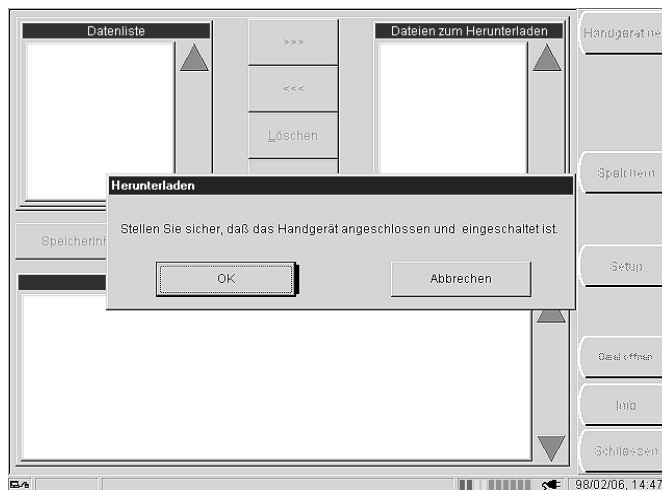 Datenliste
>>>
Dateien zum Herunterladen
<<<
Löschen
Herunterladen
Stellen Sie sicher, daß das Handgerät angeschlossen und eingeschaltet ist.
OK
Abbrechen
Handgerät
Speichern
Setup
Datei öffnen
Info
Schliessen
98/02/06, 14:47